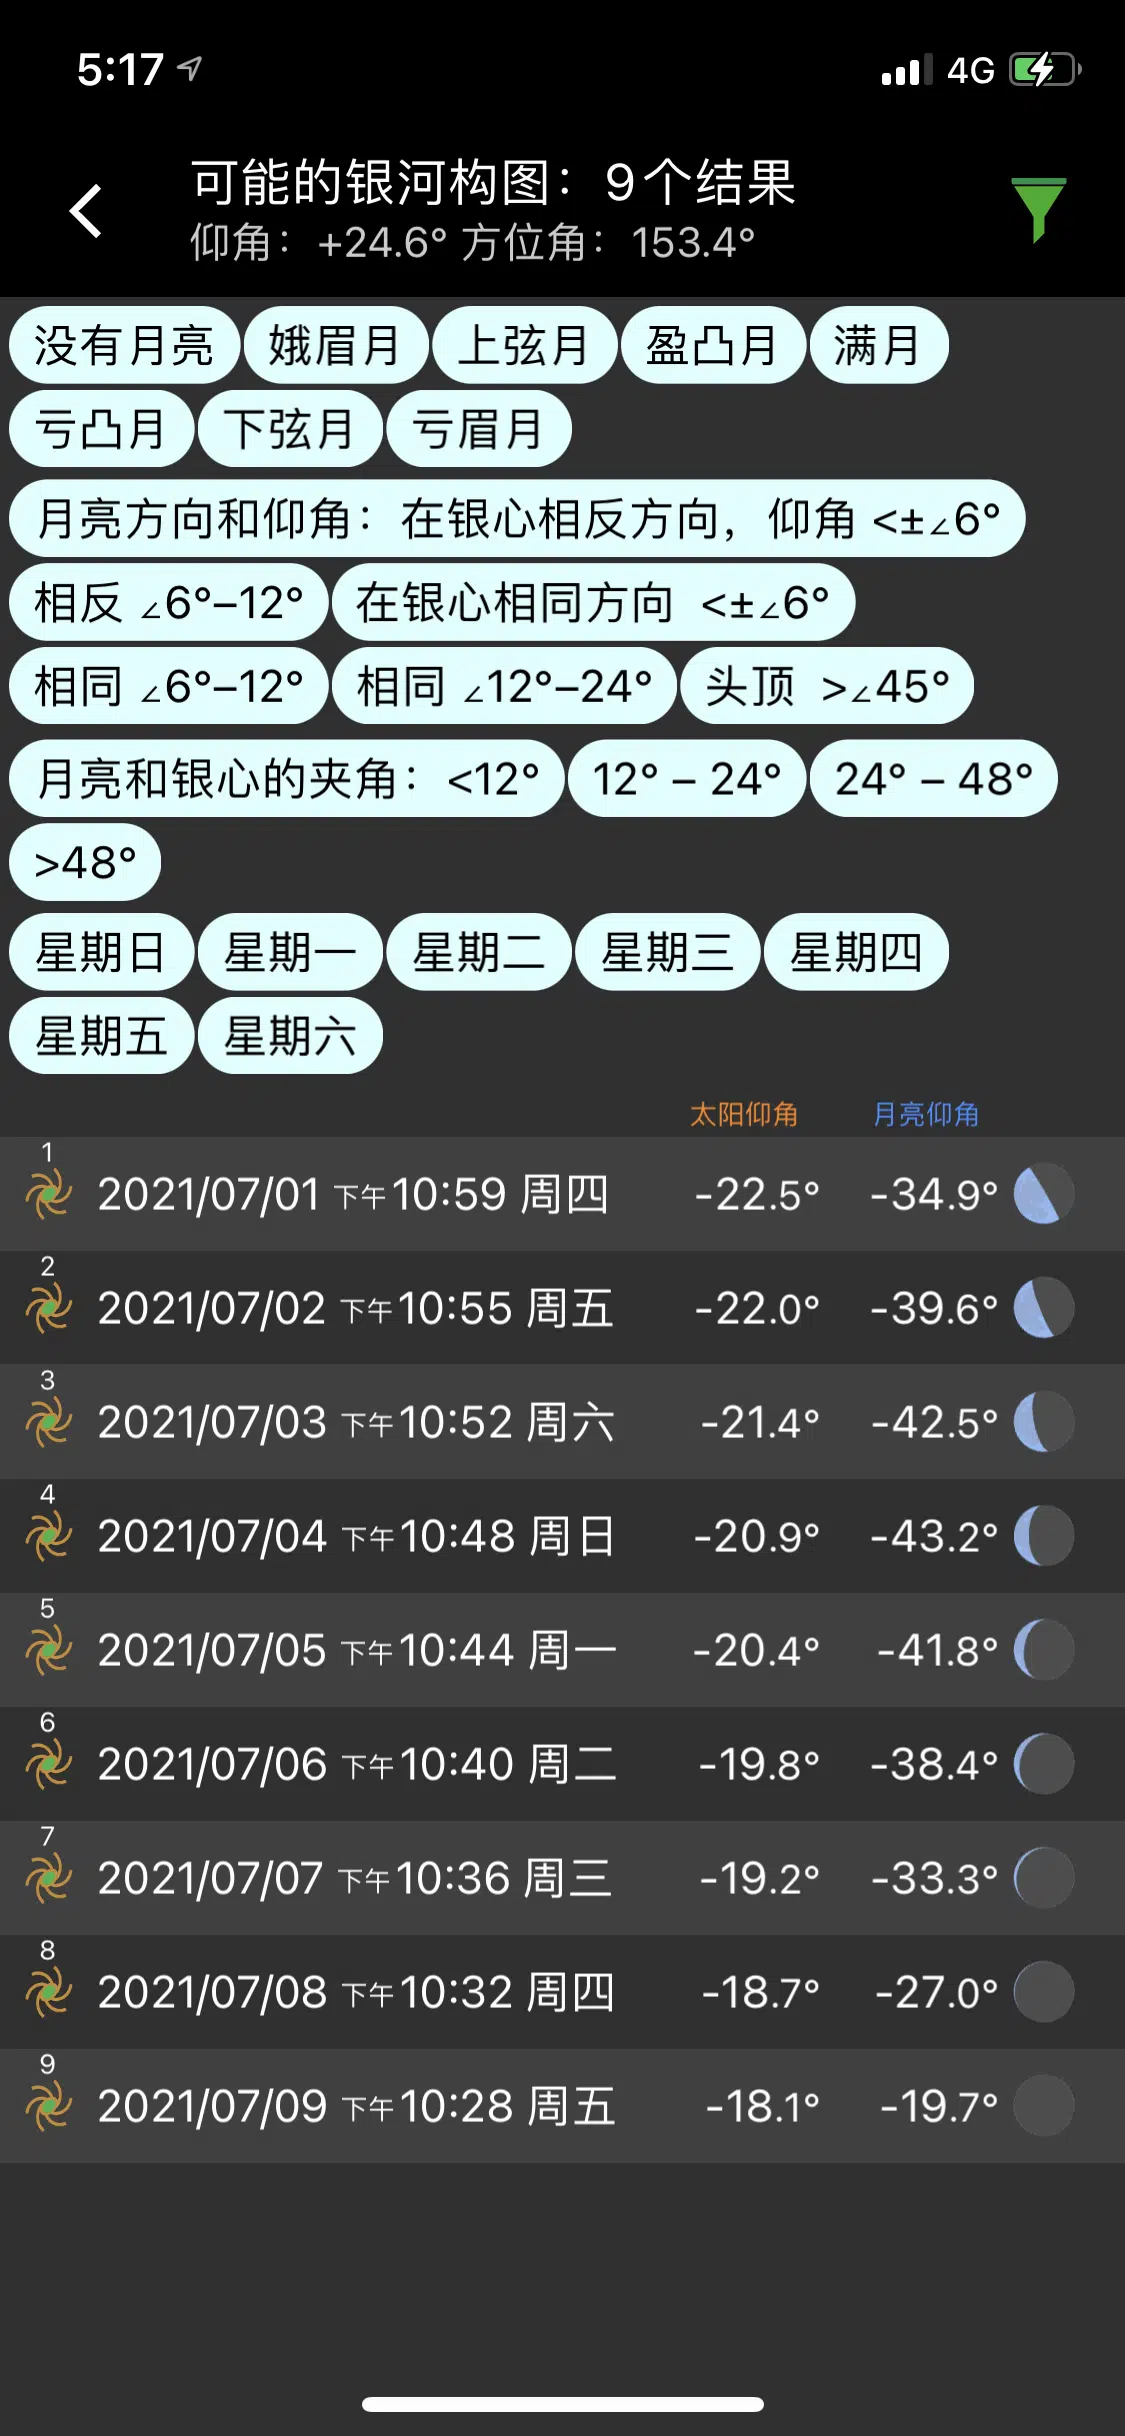 5:17 4G
可能的银河构图：9个结果
仰角：+24.6° 方位角：153.4°
没有月亮 娥眉月 上弦月 盈凸月 满月
亏凸月 下弦月 亏眉月
月亮方向和仰角：在银心相反方向，仰角 <±∠6°
相反 ∠6°–12° 在银心相同方向 <±∠6°
相同 ∠6°–12° 相同 ∠12°–24° 头顶 >∠45°
月亮和银心的夹角：<12° 12° – 24° 24° – 48°
>48°
星期日 星期一 星期二 星期三 星期四
星期五 星期六
太阳仰角 月亮仰角
1
2021/07/01 下午10:59 周四 -22.5° -34.9°
2
2021/07/02 下午10:55 周五 -22.0° -39.6°
3
2021/07/03 下午10:52 周六 -21.4° -42.5°
4
2021/07/04 下午10:48 周日 -20.9° -43.2°
5
2021/07/05 下午10:44 周一 -20.4° -41.8°
6
2021/07/06 下午10:40 周二 -19.8° -38.4°
7
2021/07/07 下午10:36 周三 -19.2° -33.3°
8
2021/07/08 下午10:32 周四 -18.7° -27.0°
9
2021/07/09 下午10:28 周五 -18.1° -19.7°